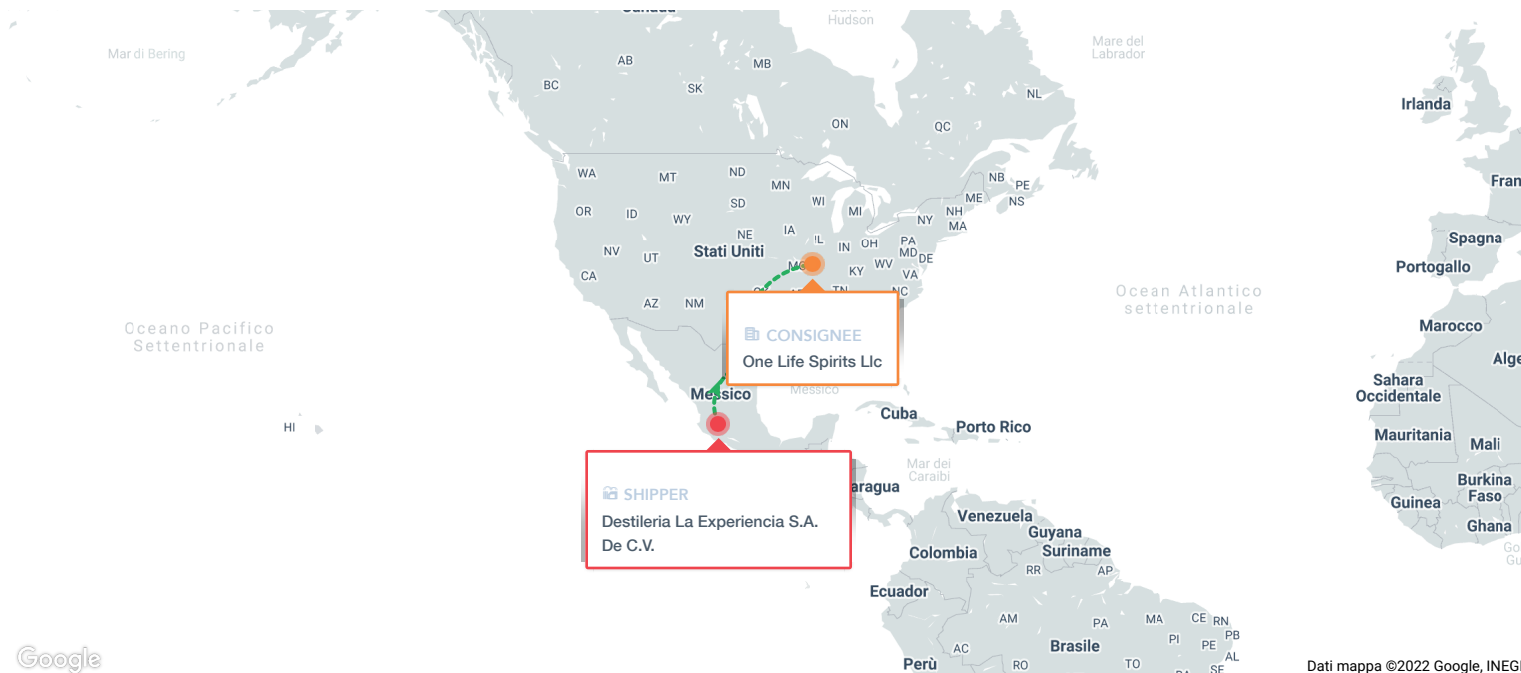 Canada
Hudson
Mar di Bering
Mare del
Labrador
AB
MB
BC
SK
NL
Irlanda
ON
QC
WA
MT
ND
MN
NB
PE
ME
NS
Fran
OR
ID
WY
SD
WI
MI
NY
NH
MA
NE
IA
IL
IN
OH
PA
MD
DE
NV
UT
Stati Uniti
WV
VA
KY
CA
MO
Spagna
Portogallo
AZ
NM
TN
NC
Ocean Atlantico
settentrionale
Oceano Pacifico
Settentrionale
CONSIGNEE
One Life Spirits Llc
Marocco
Alge
Sahara
Occidentale
Messico
Messico
Cuba
Porto Rico
HI
Mauritania
Mali
Mar dei
Caraibi
aragua
SHIPPER
Destileria La Experiencia S.A.
De C.V.
Burkina
Faso
Guinea
Ghana
Venezuela
Guyana
Suriname
Colombia
RR
AP
Ecuador
AM
PA
MA
CE
RN
PB
PI
PE
AL
AC
Brasile
Perù
RO
TO
SE
Google
Dati mappa ©2022 Google, INEGI